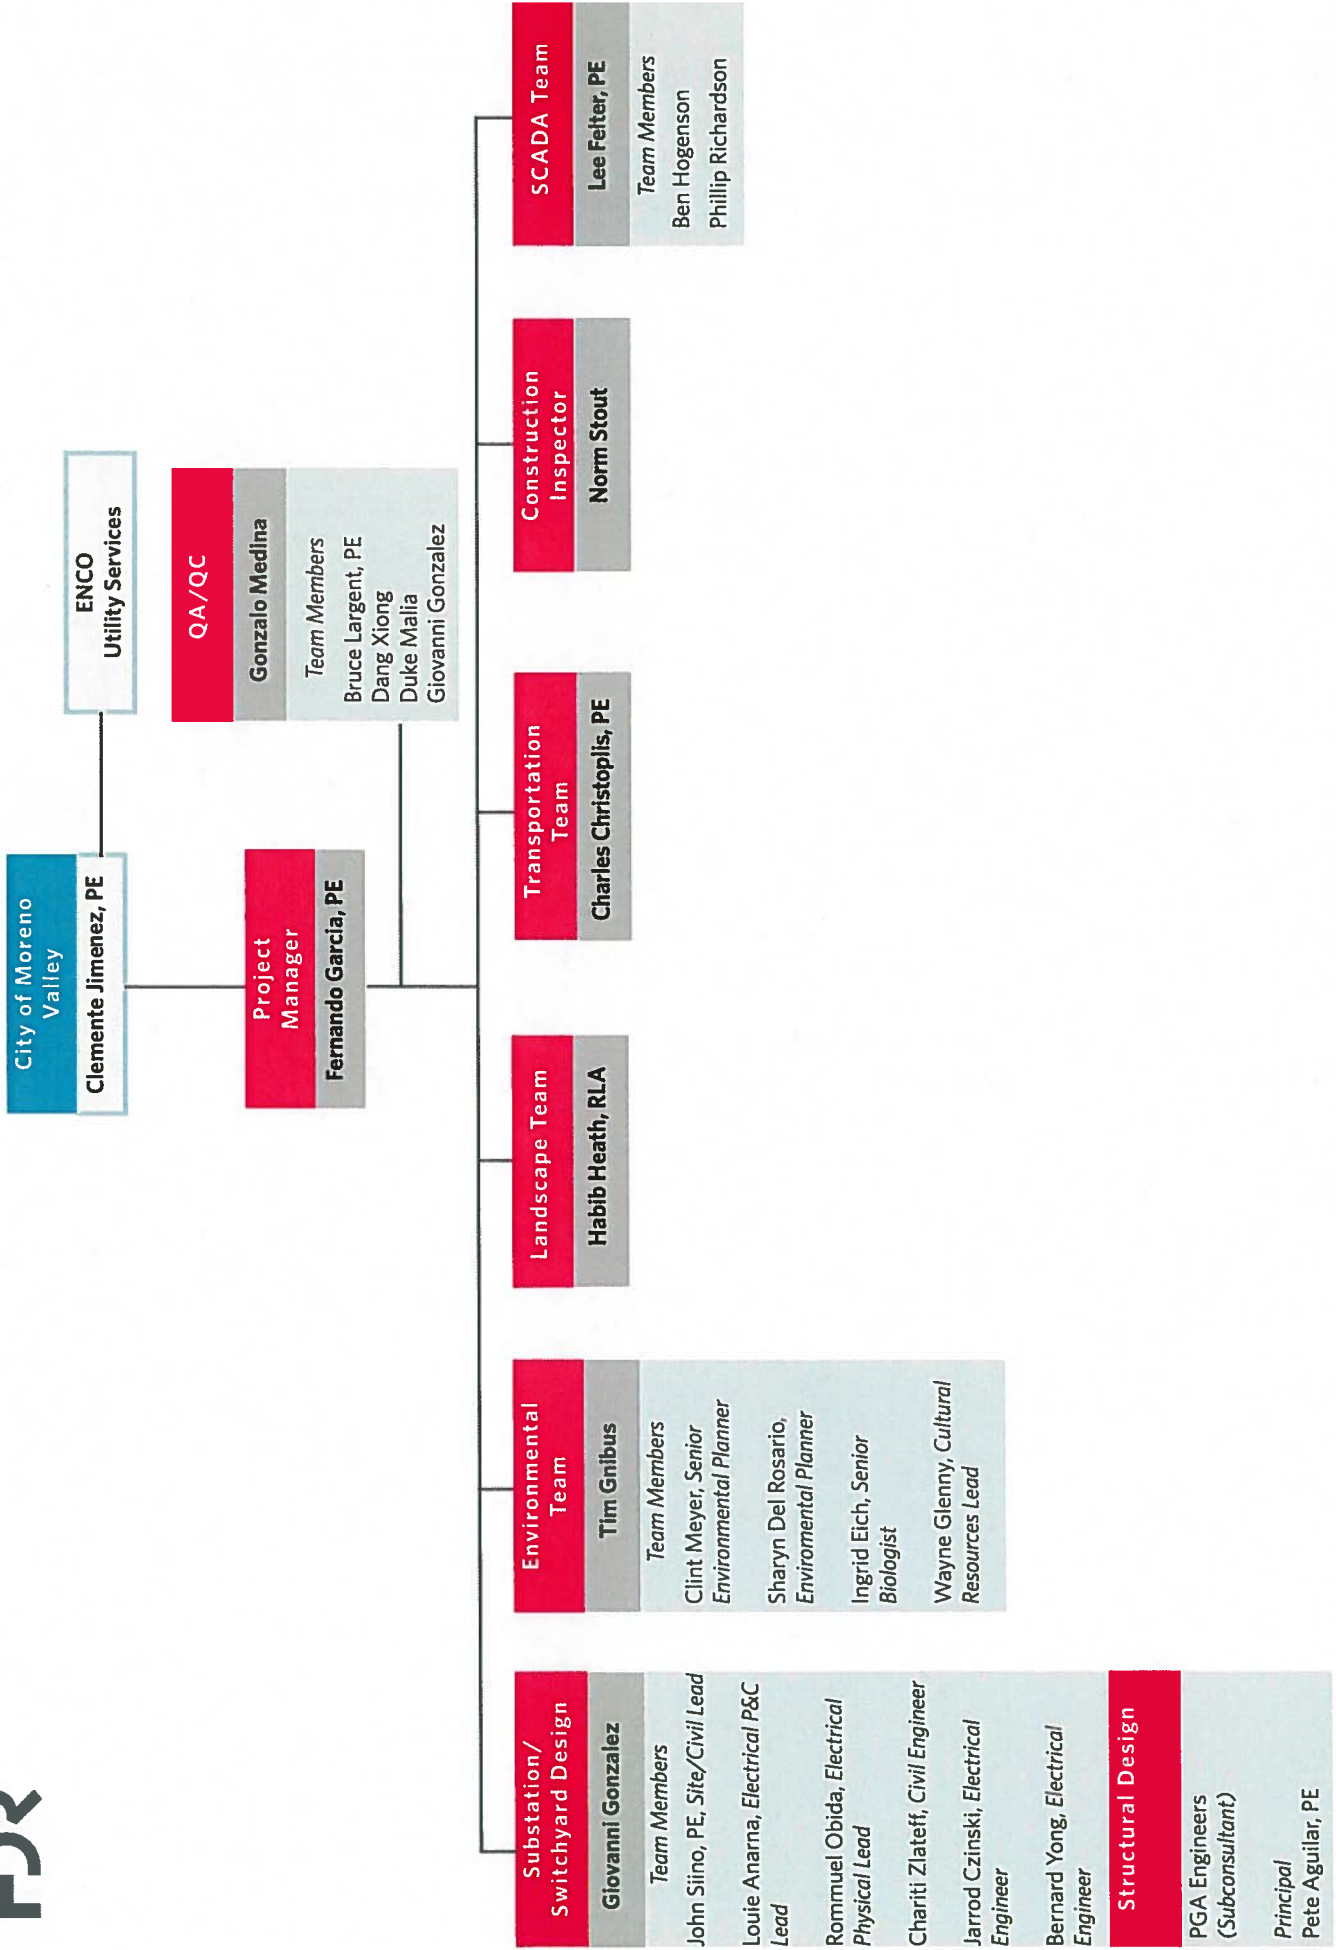 City of Moreno
Valley
Clemente Jimenez, PE
ENCO
Utility Services
Project
Manager
Fernando Garcia, PE
QA/QC
Gonzalo Medina
Team Members
Bruce Largent, PE
Dang Xiong
Duke Malia
Giovanni Gonzalez
Substation/
Switchyard Design
Giovanni Gonzalez
Team Members
John Siino, PE, Site/Civil Lead
Louie Anarna, Electrical P&C
Lead
Rommuel Obida, Electrical
Physical Lead
Chariti Zlateff, Civil Engineer
Jarrod Czinski, Electrical
Engineer
Bernard Yong, Electrical
Engineer
Structural Design
PGA Engineers
(Subconsultant)
Principal
Pete Aguilar, PE
Environmental
Team
Tim Gnibus
Team Members
Clint Meyer, Senior
Environmental Planner
Sharyn Del Rosario,
Enviromental Planner
Ingrid Eich, Senior
Biologist
Wayne Glenny, Cultural
Resources Lead
Landscape Team
Habib Heath, RLA
Transportation
Team
Charles Christoplis, PE
Construction
Inspector
Norm Stout
SCADA Team
Lee Felter, PE
Team Members
Ben Hogenson
Phillip Richardson